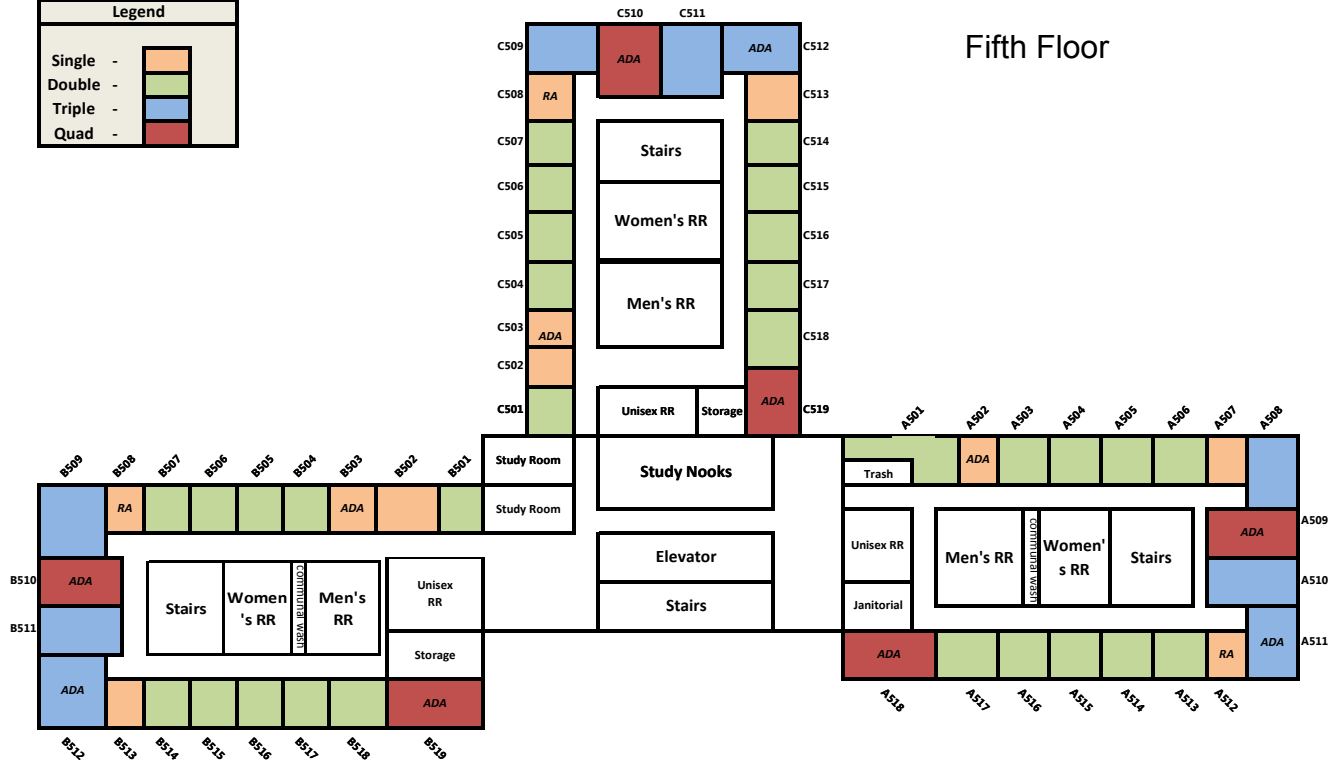 Legend
Single -
Double -
Triple -
Quad -
Fifth Floor
C510
C511
C509
ADA
ADA
C512
C508
RA
C513
C507
Stairs
C514
C506
Women's RR
C515
C505
C516
C504
Men's RR
C517
C503
ADA
C518
C502
C501
Unisex RR
Storage
ADA
C519
B509
B508
B507
B506
B505
B504
B503
B502
B501
Study Room
Study Nooks
A501
A502
A503
A504
A505
A506
A507
A508
ADA
Trash
RA
ADA
Study Room
A509
ADA
Elevator
Unisex RR
Men's RR
communal wash
Women'
s RR
Stairs
B510
ADA
Stairs
Women
's RR
communal wash
Men's
RR
Unisex
RR
A510
B511
Stairs
Janitorial
Storage
ADA
RA
ADA
A511
ADA
ADA
A518
A517
A516
A515
A514
A513
A512
B512
B513
B514
B515
B516
B517
B518
B519